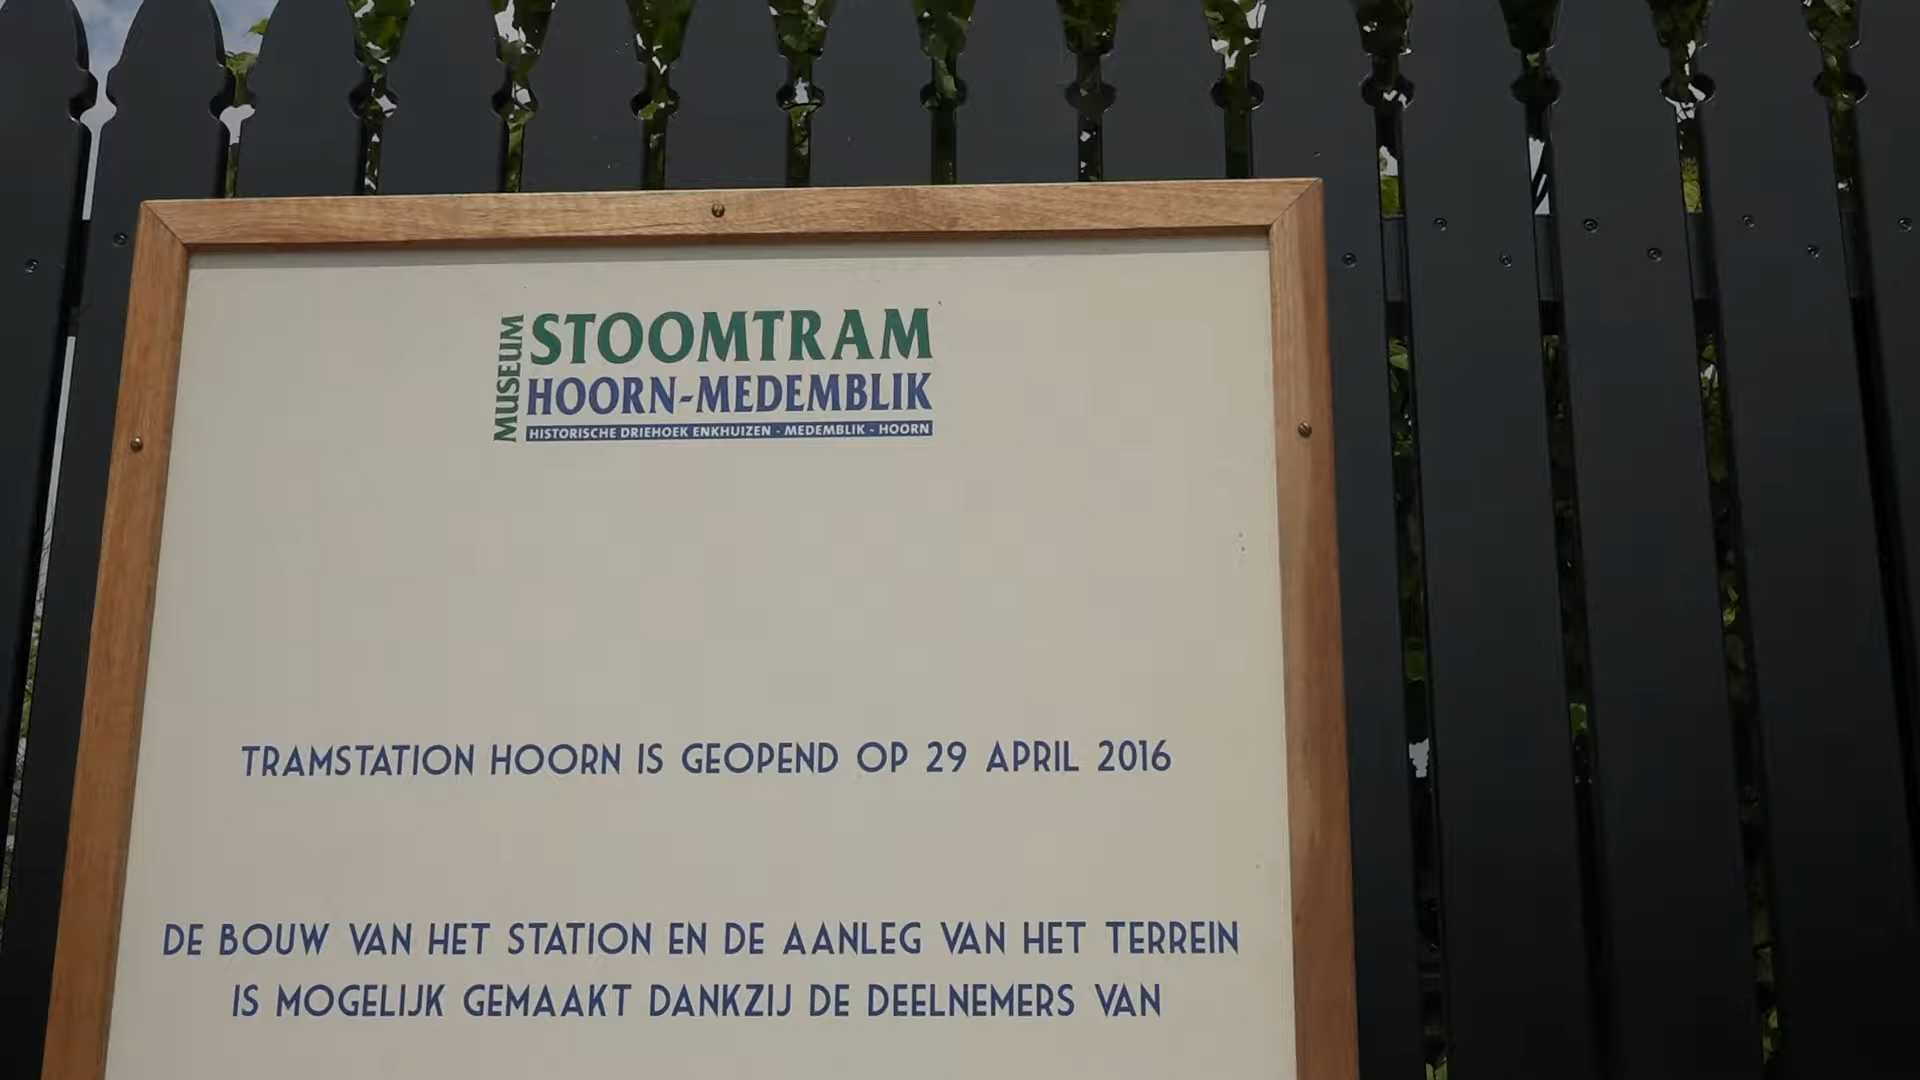 MUSEUM
STOOMTRAM
HOORN-MEDEMBLIK
HISTORISCHE DRIEHOEK ENKHUIZEN - MEDEMBLIK - HOORN
TRAMSTATION HOORN IS GEOPEND OP 29 APRIL 2016
DE BOUW VAN HET STATION EN DE AANLEG VAN HET TERREIN
IS MOGELIJK GEMAAKT DANKZIJ DE DEELNEMERS VAN